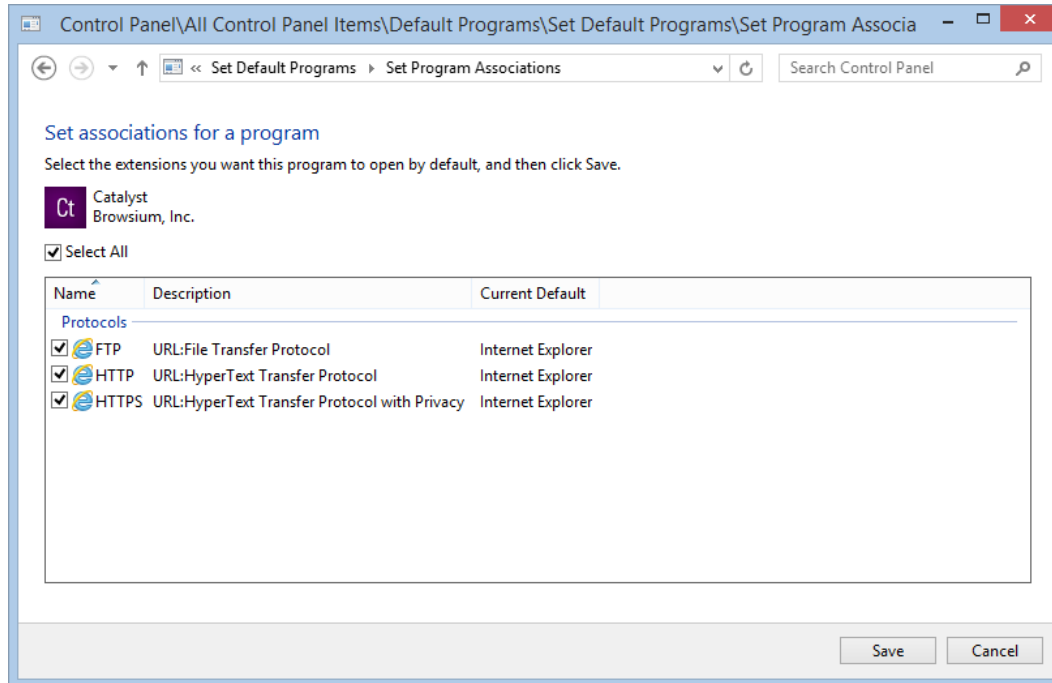 Control Panel\All Control Panel Items\Default Programs\Set Default Programs\Set Program Associa
« Set Default Programs Set Program Associations Search Control Panel
Set associations for a program
Select the extensions you want this program to open by default, and then click Save.
Ct
Catalyst
Browsium, Inc.
Select All
Name Description Current Default
Protocols
FTP URL:File Transfer Protocol Internet Explorer
HTTP URL:HyperText Transfer Protocol Internet Explorer
HTTPS URL:HyperText Transfer Protocol with Privacy Internet Explorer
Save Cancel